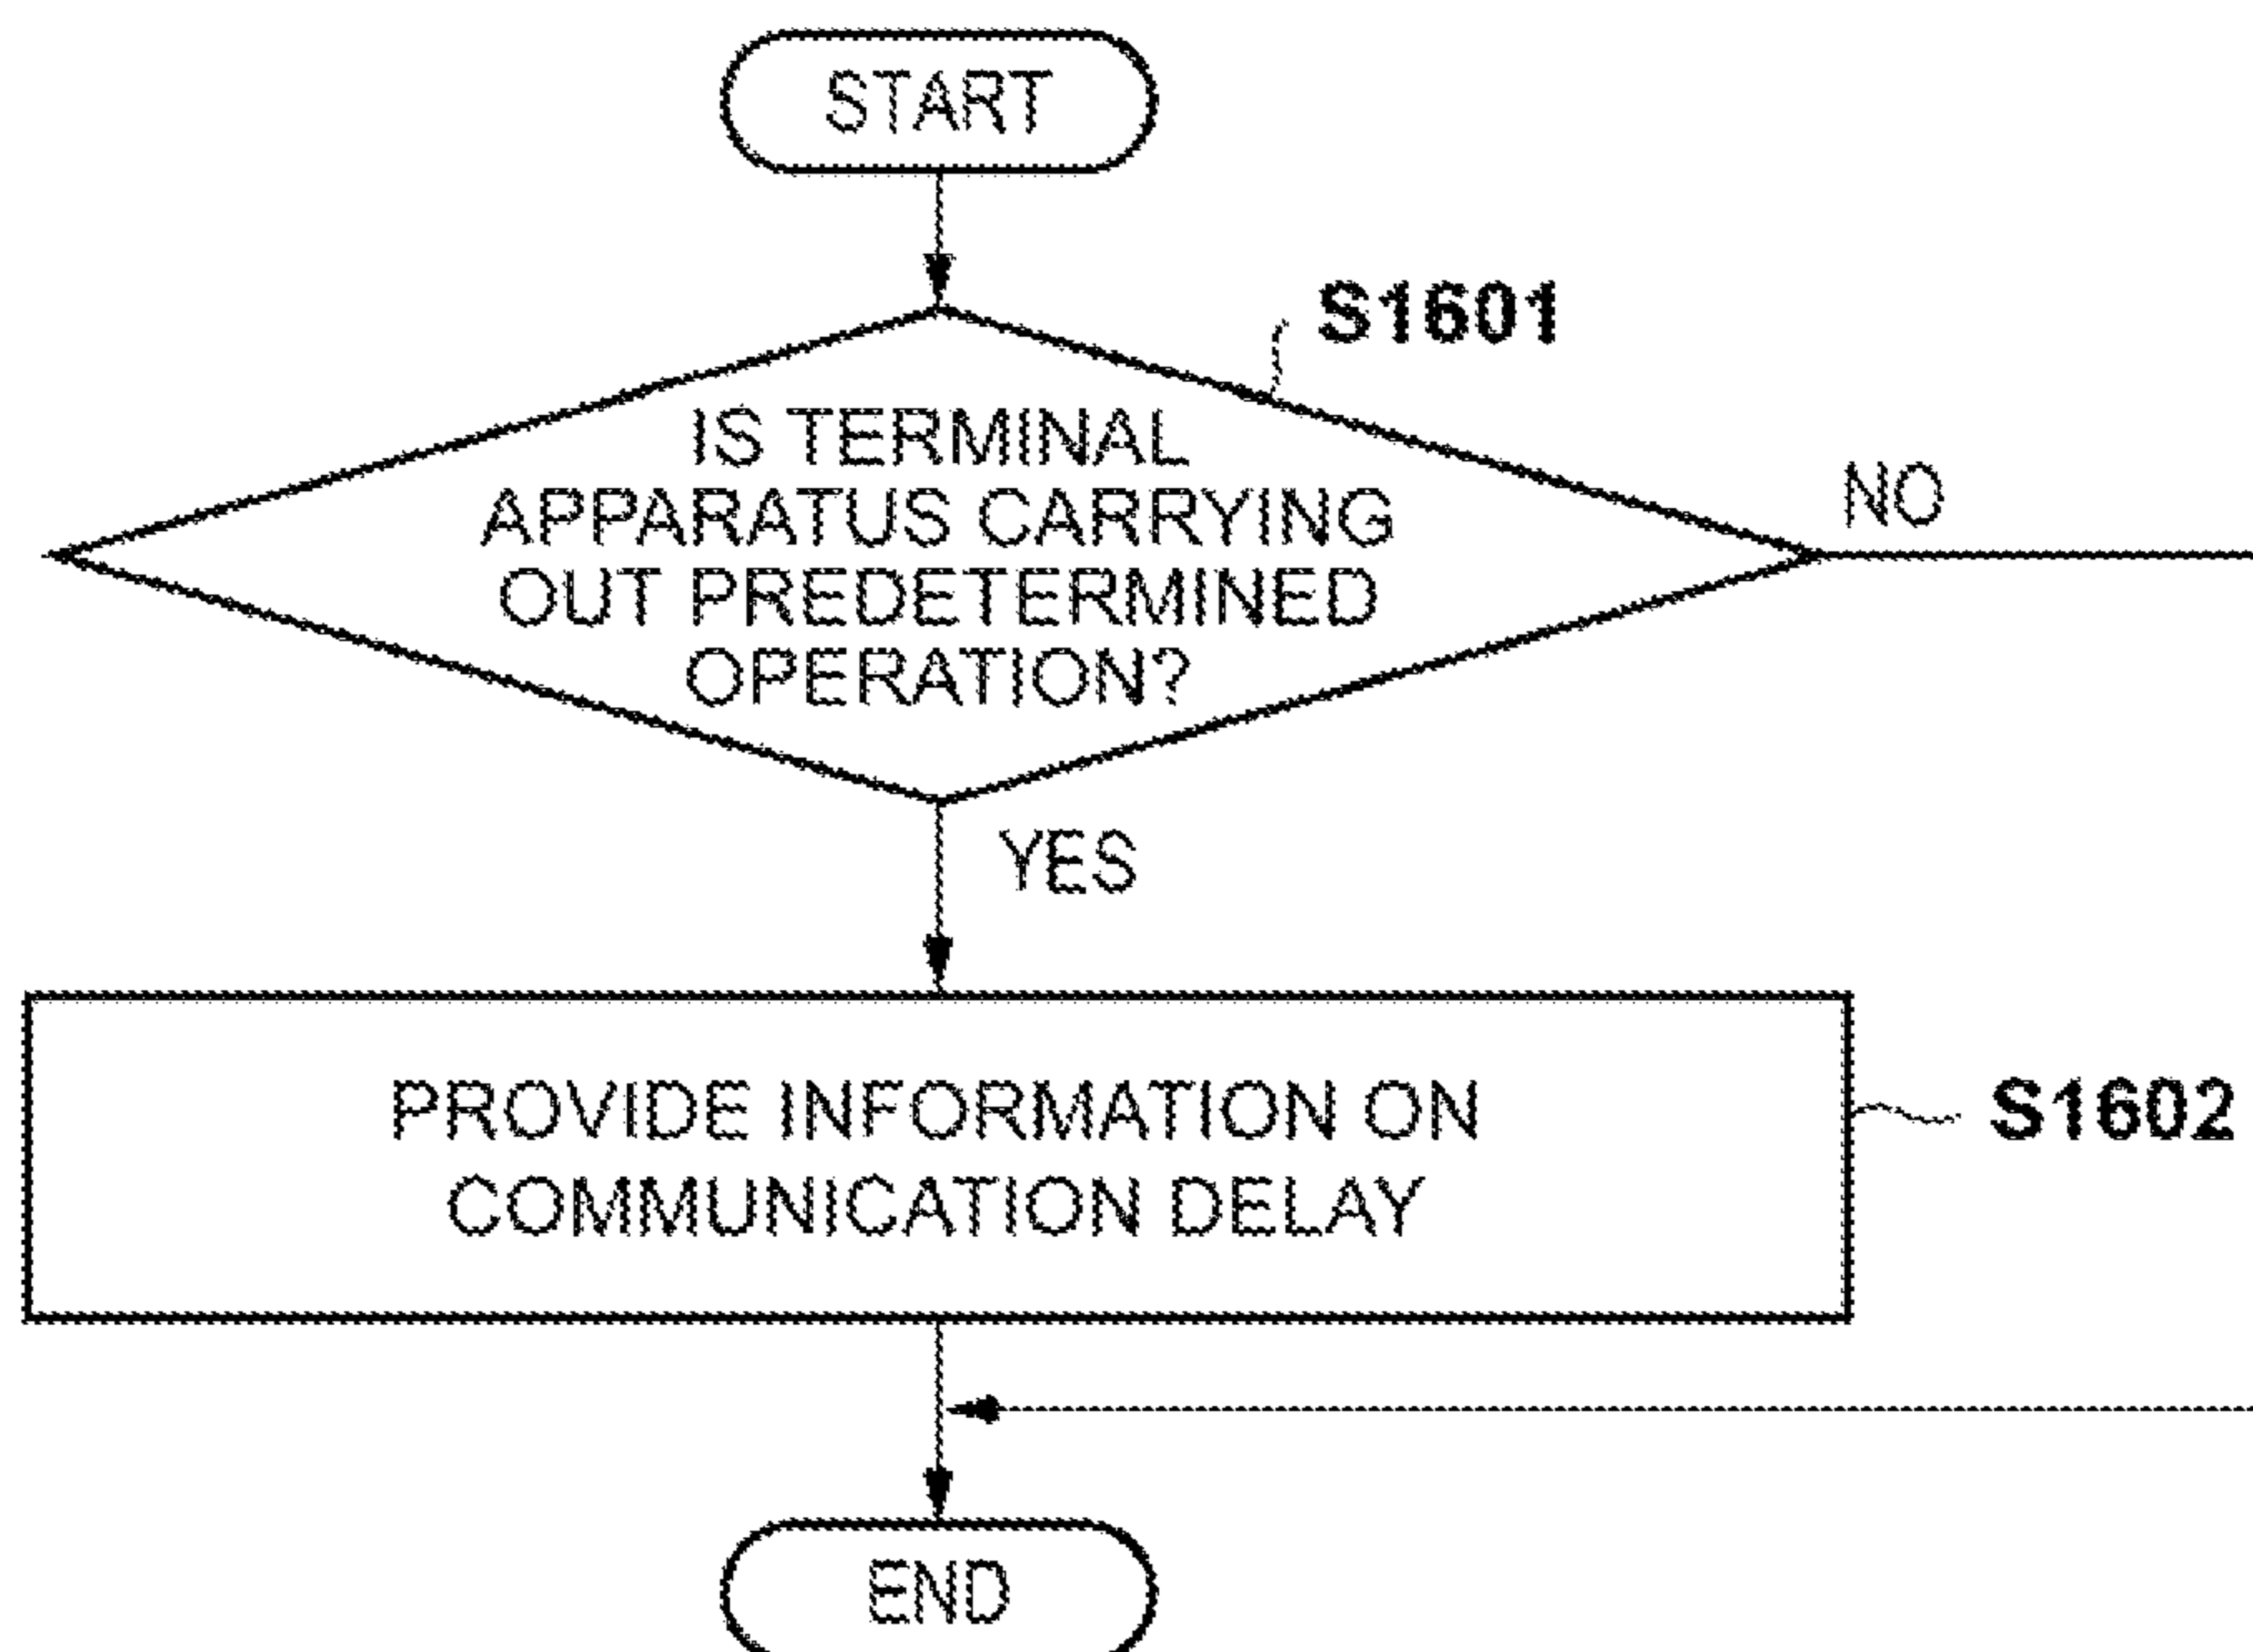 START
S1601
IS TERMINAL
APPARATUS CARRYING
OUT PREDETERMINED
OPERATION?
NO
YES
PROVIDE INFORMATION ON
COMMUNICATION DELAY
S1602
END